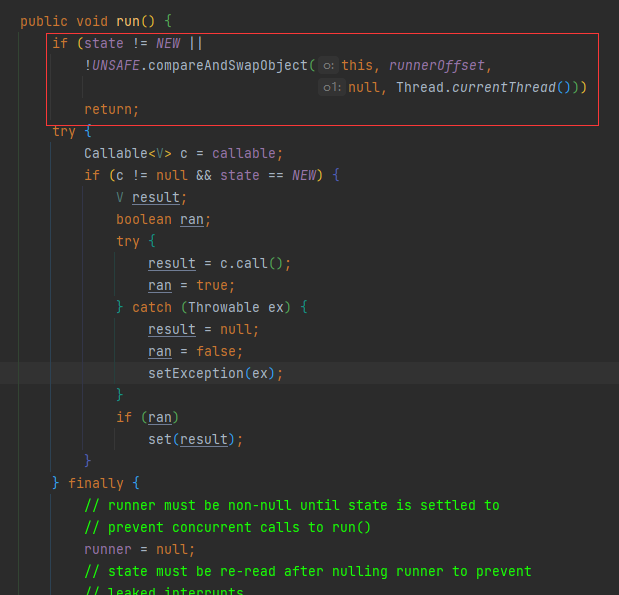 public void run() {
if (state != NEW ||
!UNSAFE.compareAndSwapObject( o: this, runnerOffset,
o1: null, Thread.currentThread()))
return;
try {
Callable<V> c = callable;
if (c != null && state == NEW) {
V result;
boolean ran;
try {
result = c.call();
ran = true;
} catch (Throwable ex) {
result = null;
ran = false;
setException(ex);
}
if (ran)
set(result);
}
} finally {
// runner must be non-null until state is settled to
// prevent concurrent calls to run()
runner = null;
// state must be re-read after nulling runner to prevent
// leaked interrupts